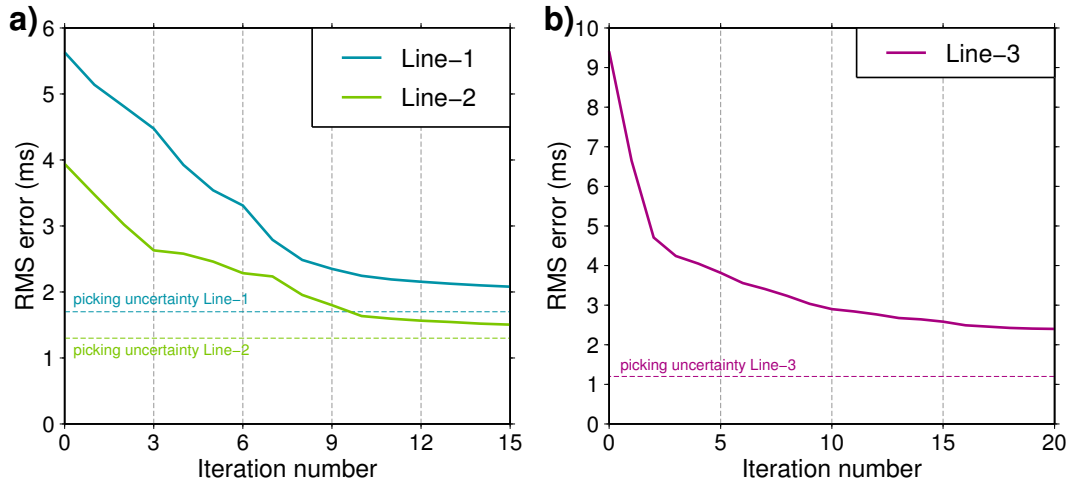 a)
6
5
4
3
2
1
0
RMS error (ms)
Line−1
Line−2
picking uncertainty Line−1
picking uncertainty Line−2
0 3 6 9 12 15
Iteration number
b)
10
9
8
7
6
5
4
3
2
1
0
RMS error (ms)
Line−3
picking uncertainty Line−3
0 5 10 15 20
Iteration number